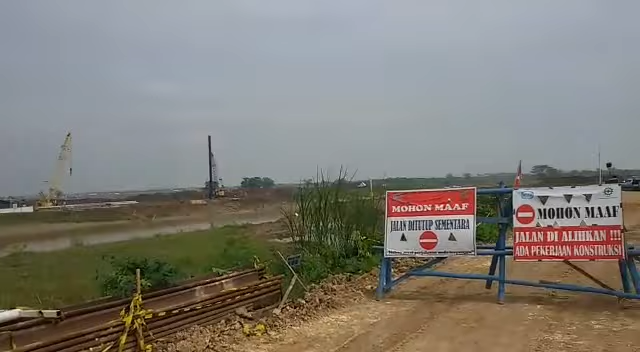 MOHON MAAF
JALAN DITUTUP SEMENTARA
MOHON MAAF
JALAN DI ALIHKAN !!!
ADA PEKERJAAN KONSTRUKSI